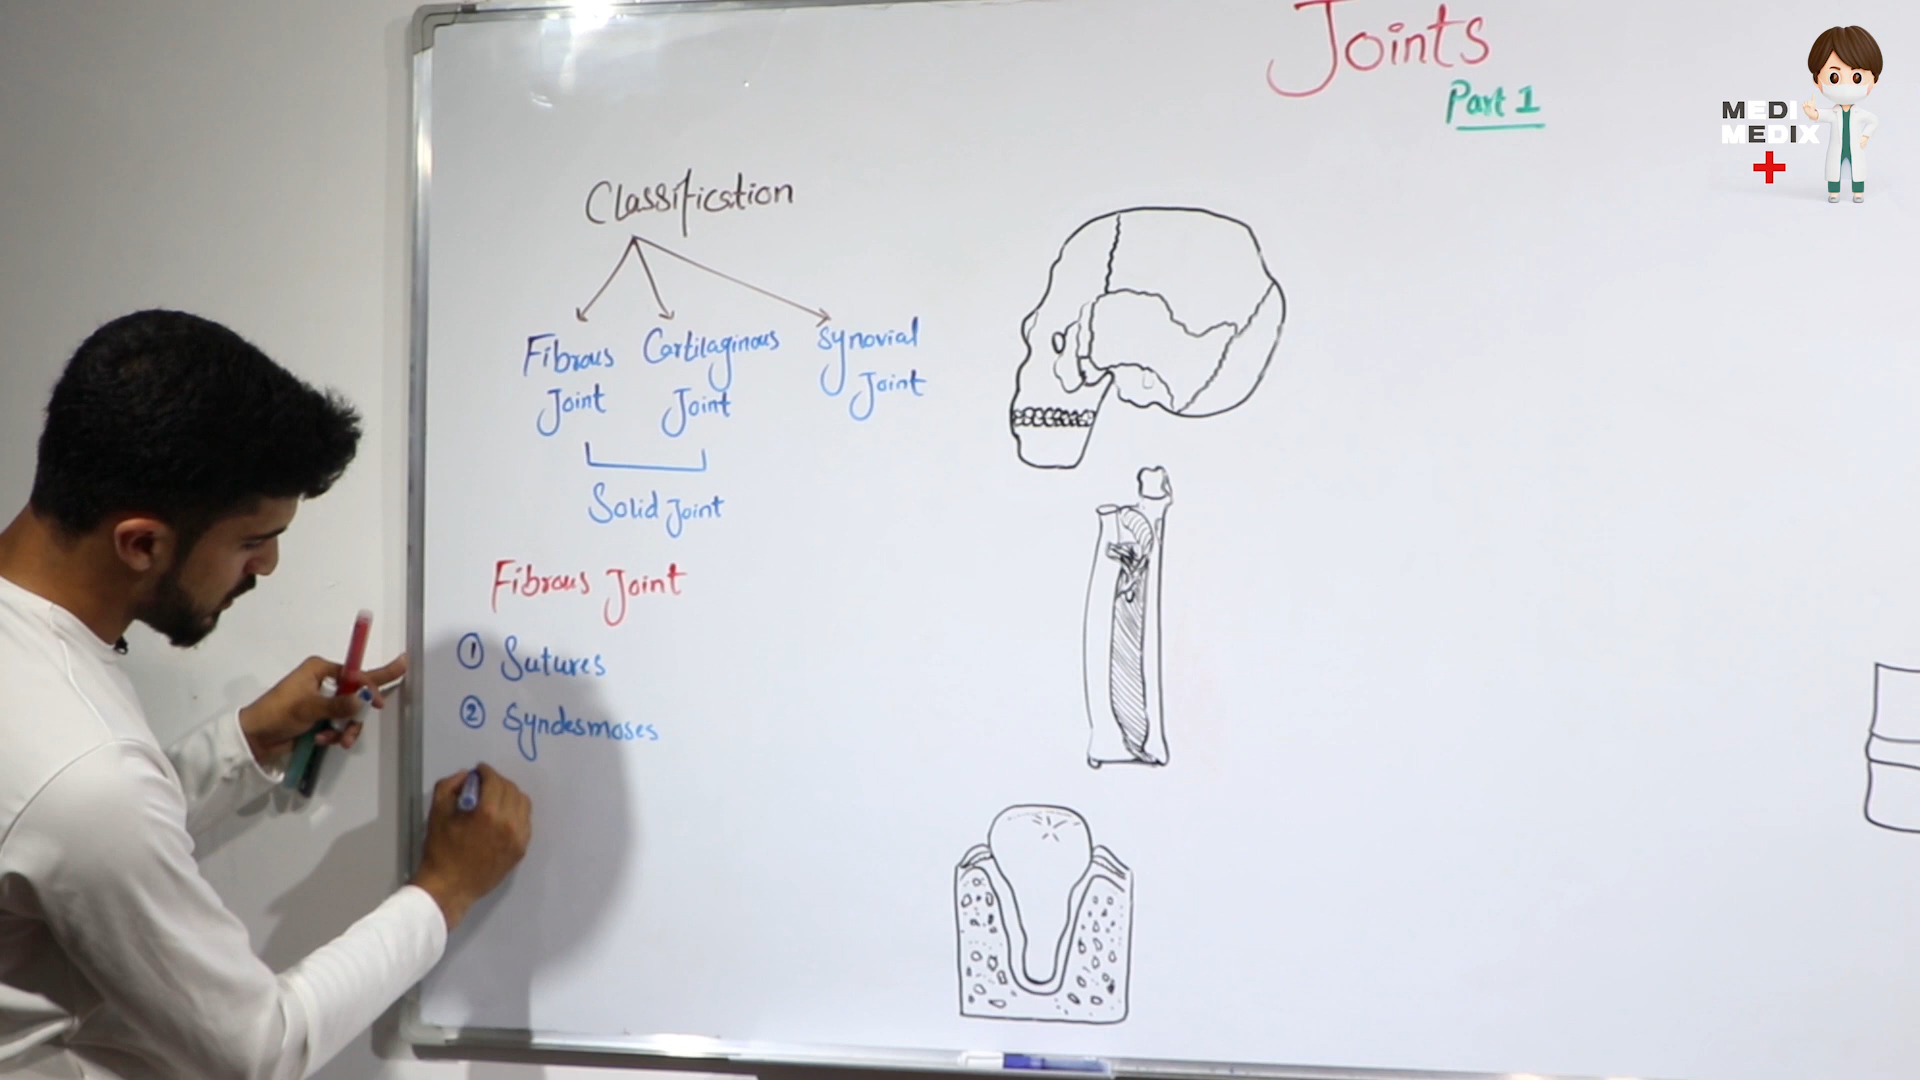 Joints
Part 1
MEDI
MEDIX
Classification
Fibrous Joint
Cartilaginous Joint
Synovial Joint
Solid Joint
Fibrous Joint
① Sutures
② Syndesmoses